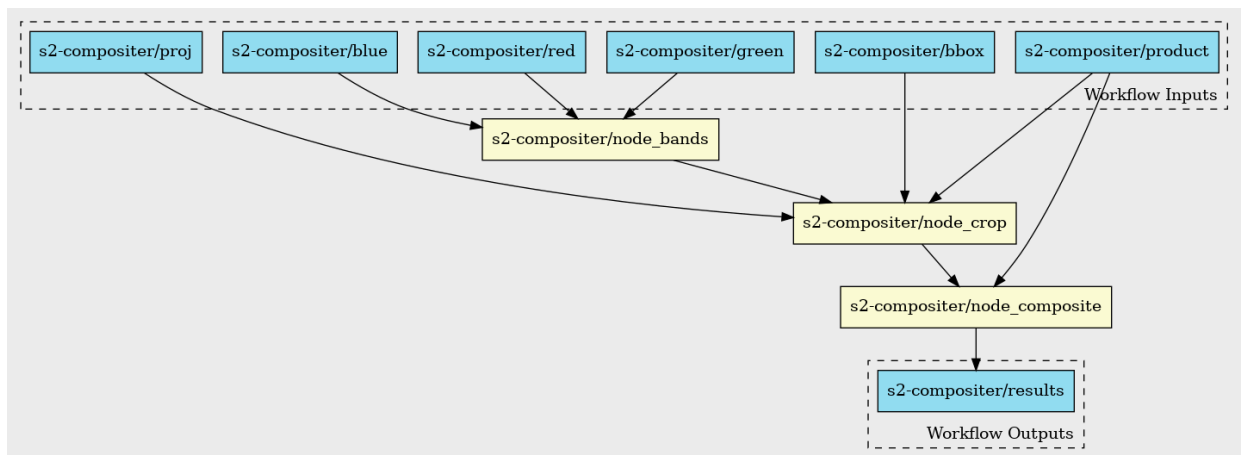 s2-compositer/proj
s2-compositer/blue
s2-compositer/red
s2-compositer/green
s2-compositer/bbox
s2-compositer/product
Workflow Inputs
s2-compositer/node_bands
s2-compositer/node_crop
s2-compositer/node_composite
s2-compositer/results
Workflow Outputs